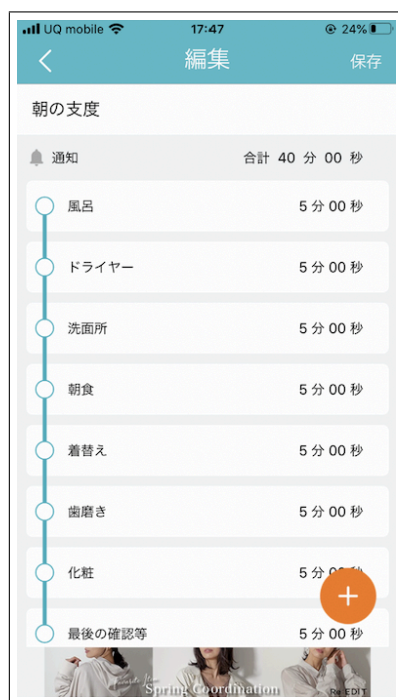 UQ mobile 17:47 24%
編集 保存
朝の支度
通知 合計 40 分 00 秒
風呂 5 分 00 秒
ドライヤー 5 分 00 秒
洗面所 5 分 00 秒
朝食 5 分 00 秒
着替え 5 分 00 秒
歯磨き 5 分 00 秒
化粧 5 分
最後の確認等 5 分 00 秒
Spring Coordination Re:EDIT